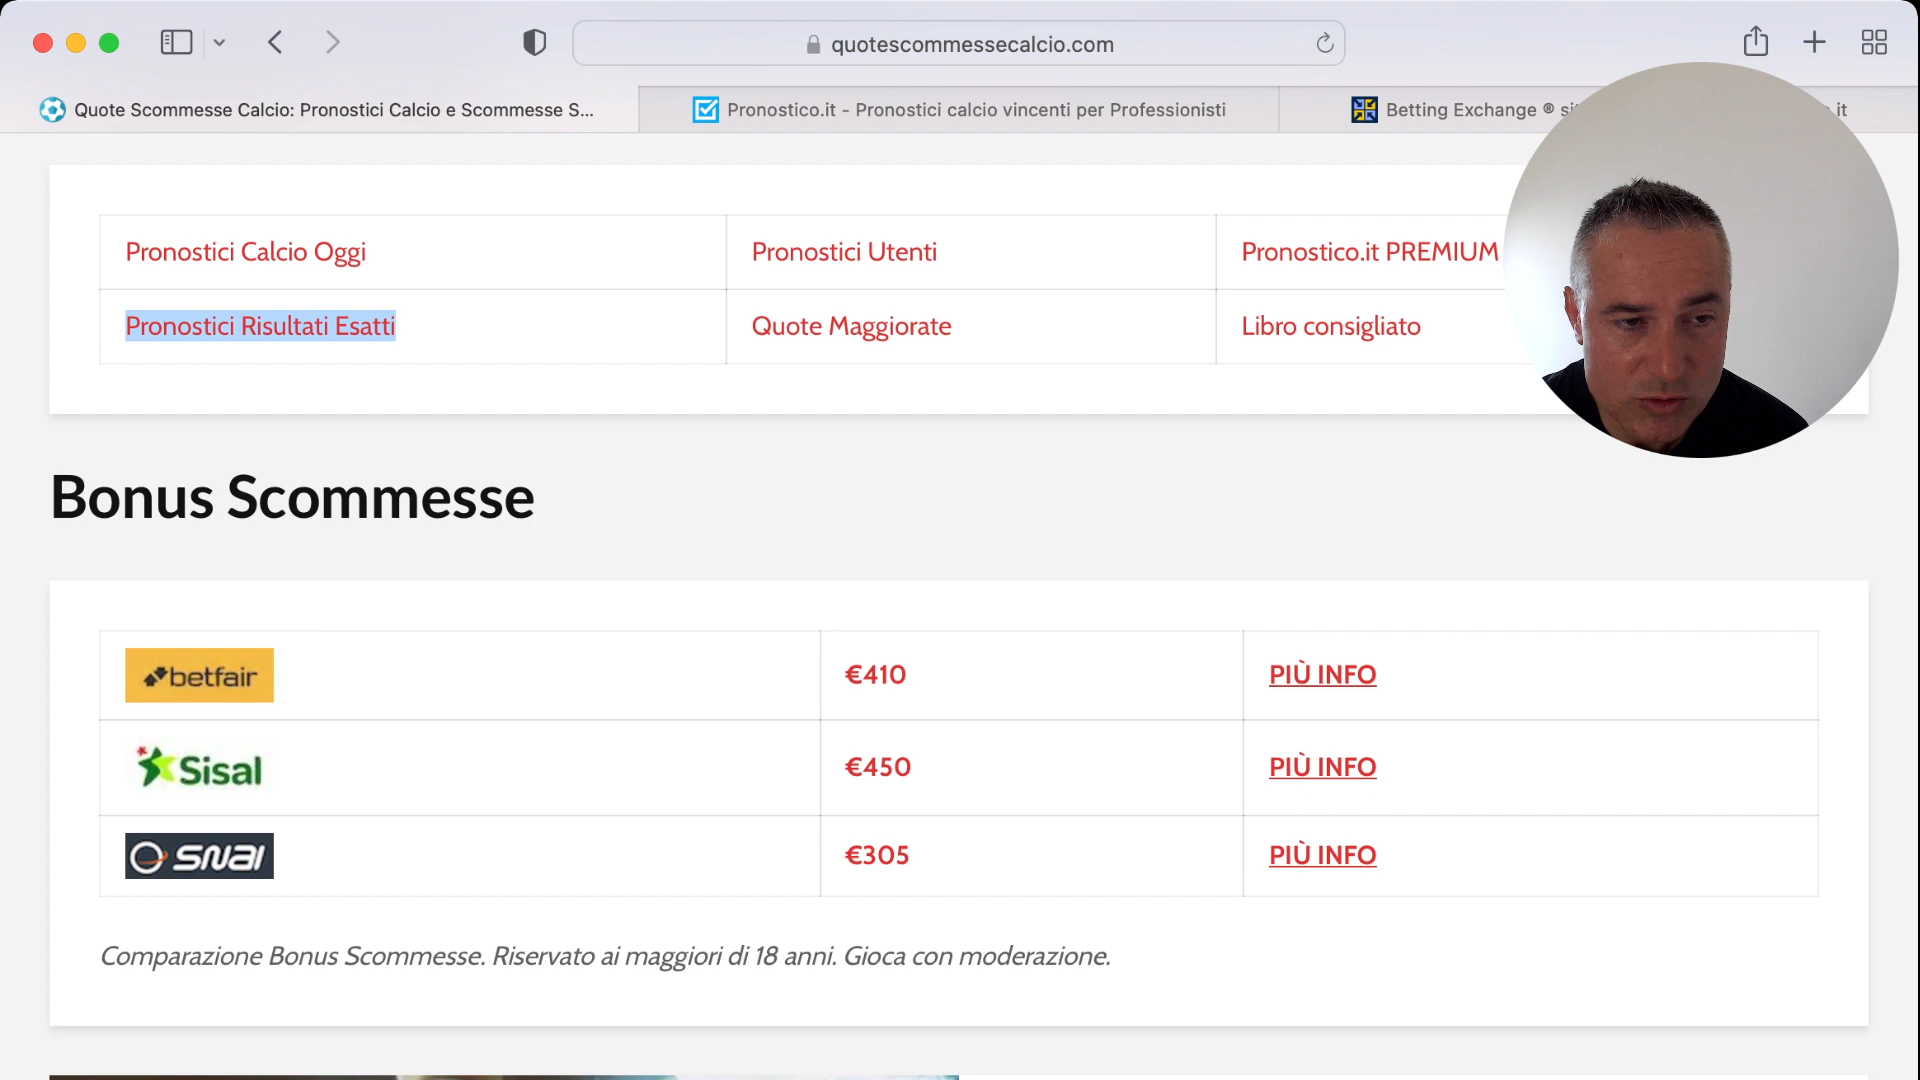 quotescommessecalcio.com
Quote Scommesse Calcio: Pronostici Calcio e Scommesse S...
Pronostico.it - Pronostici calcio vincenti per Professionisti
Betting Exchange ® si
it
Pronostici Calcio Oggi
Pronostici Utenti
Pronostico.it PREMIUM
Pronostici Risultati Esatti
Quote Maggiorate
Libro consigliato
Bonus Scommesse
betfair
€410
PIÙ INFO
Sisal
€450
PIÙ INFO
SNAI
€305
PIÙ INFO
Comparazione Bonus Scommesse. Riservato ai maggiori di 18 anni. Gioca con moderazione.